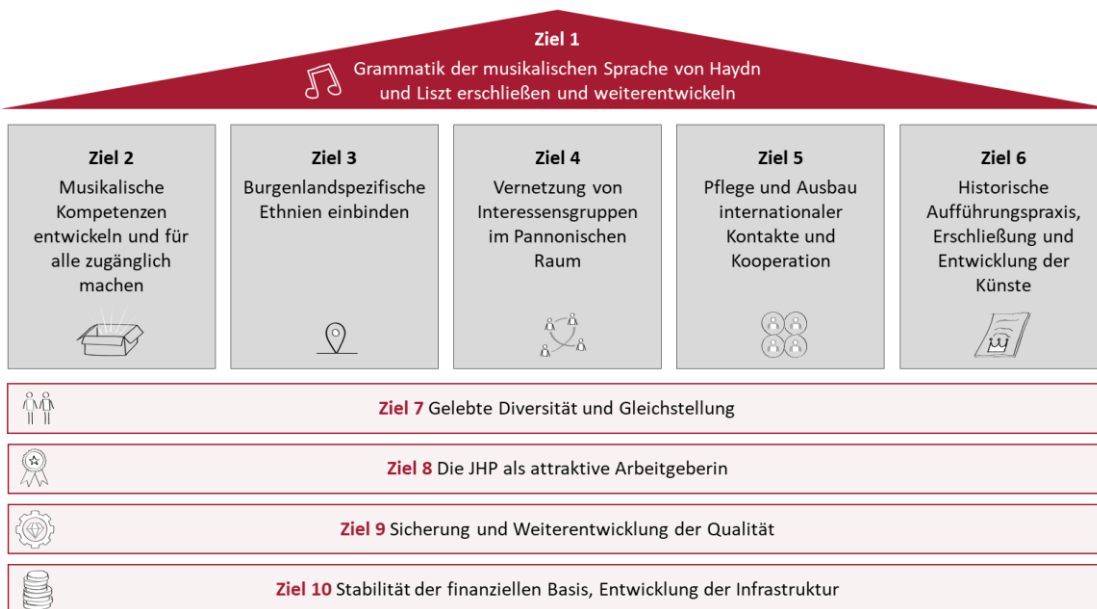 Ziel 1
Grammatik der musikalischen Sprache von Haydn
und Liszt erschließen und weiterentwickeln
Ziel 2
Musikalische
Kompetenzen
entwickeln und für
alle zugänglich
machen
Ziel 3
Burgenlandspezifische
Ethnien einbinden
Ziel 4
Vernetzung von
Interessensgruppen
im Pannonischen
Raum
Ziel 5
Pflege und Ausbau
internationaler
Kontakte und
Kooperation
Ziel 6
Historische
Aufführungspraxis,
Erschließung und
Entwicklung der
Künste
Ziel 7 Gelebte Diversität und Gleichstellung
Ziel 8 Die JHP als attraktive Arbeitgeberin
Ziel 9 Sicherung und Weiterentwicklung der Qualität
Ziel 10 Stabilität der finanziellen Basis, Entwicklung der Infrastruktur